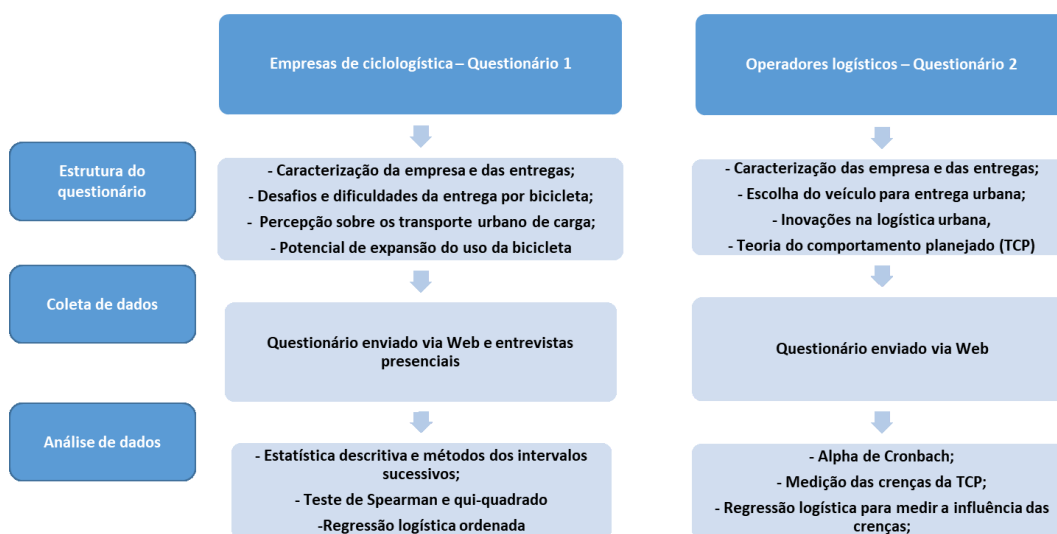 Empresas de ciclologística – Questionário 1
Operadores logísticos – Questionário 2
Estrutura do
questionário
- Caracterização da empresa e das entregas;
- Desafios e dificuldades da entrega por bicicleta;
- Percepção sobre os transporte urbano de carga;
- Potencial de expansão do uso da bicicleta
- Caracterização das empresa e das entregas;
- Escolha do veículo para entrega urbana;
- Inovações na logística urbana,
- Teoria do comportamento planejado (TCP)
Coleta de dados
Questionário enviado via Web e entrevistas
presenciais
Questionário enviado via Web
Análise de dados
- Estatística descritiva e métodos dos intervalos
sucessivos;
- Teste de Spearman e qui-quadrado
-Regressão logística ordenada
- Alpha de Cronbach;
- Medição das crenças da TCP;
- Regressão logística para medir a influência das
crenças;